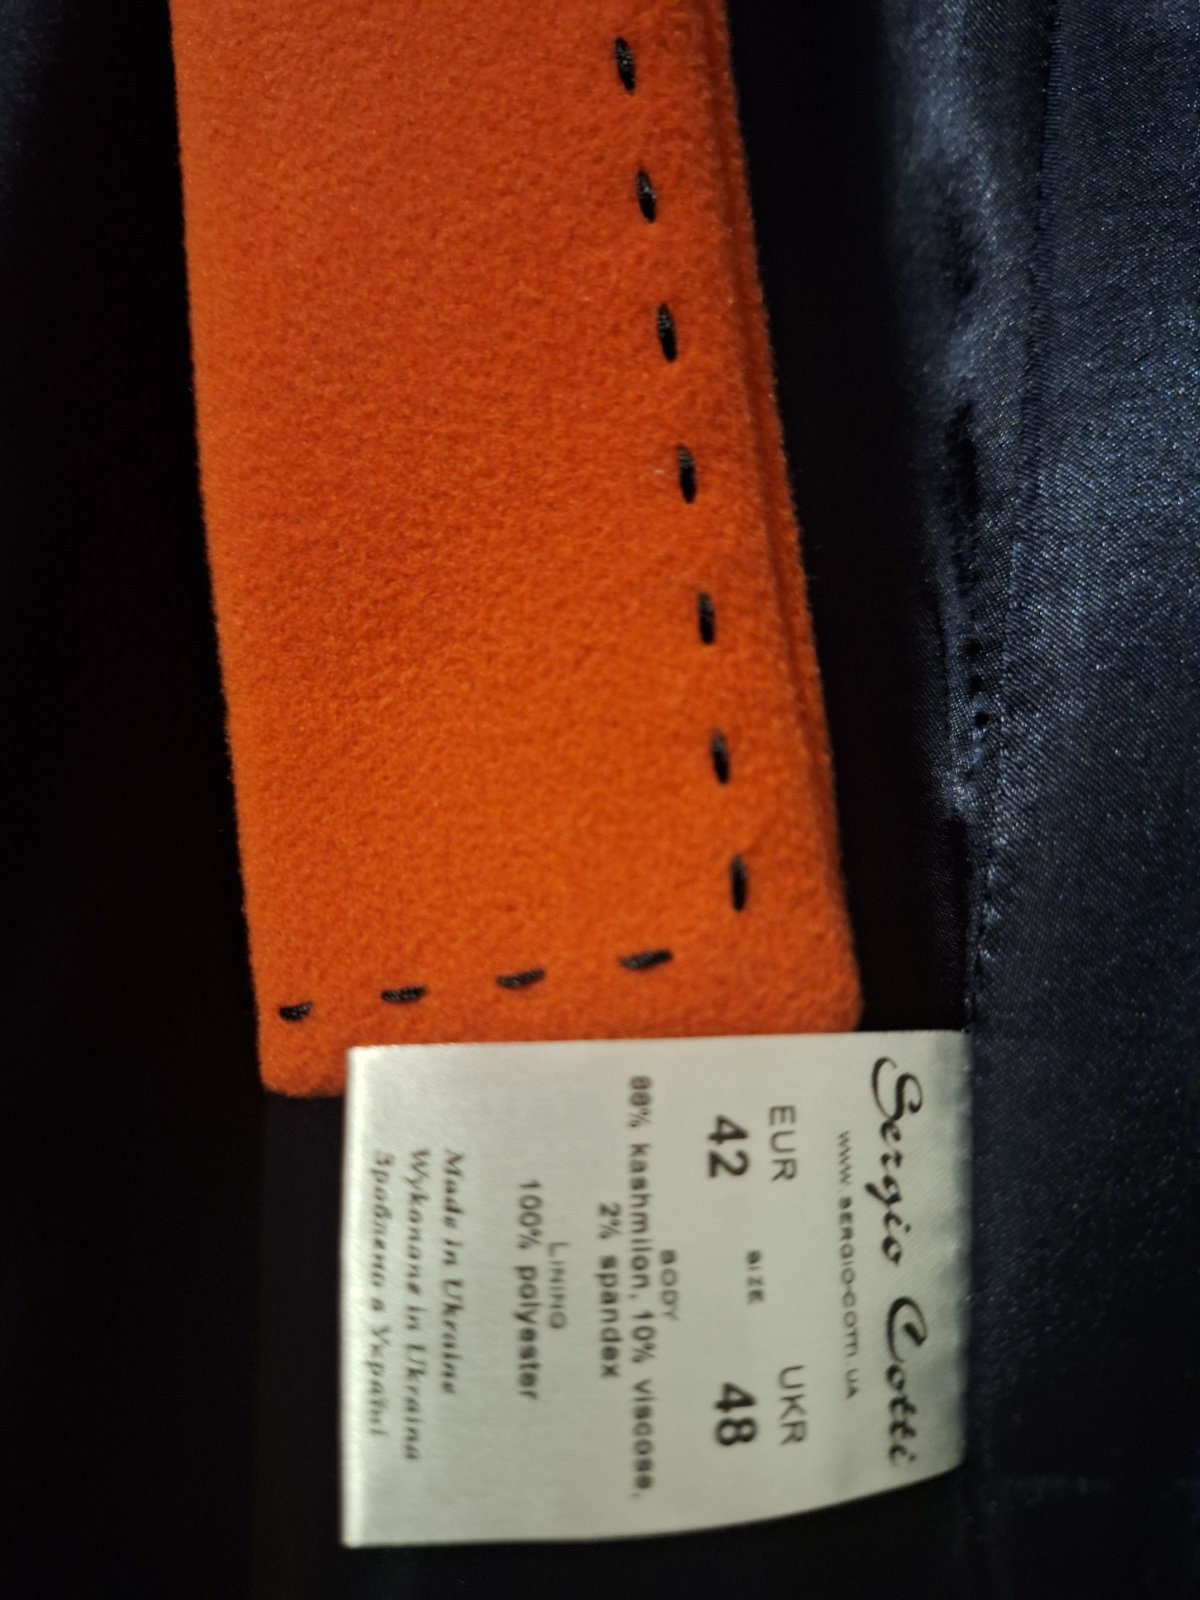 Sergio Cotti
WWW.SERGIO-COTTI.UA
EUR SIZE UKR
42 48
BODY
88% kashmilon, 10% viscose,
2% spandex
LINING
100% polyester
Made in Ukraine
Wykonane in Ukraina
Зроблено в Україні